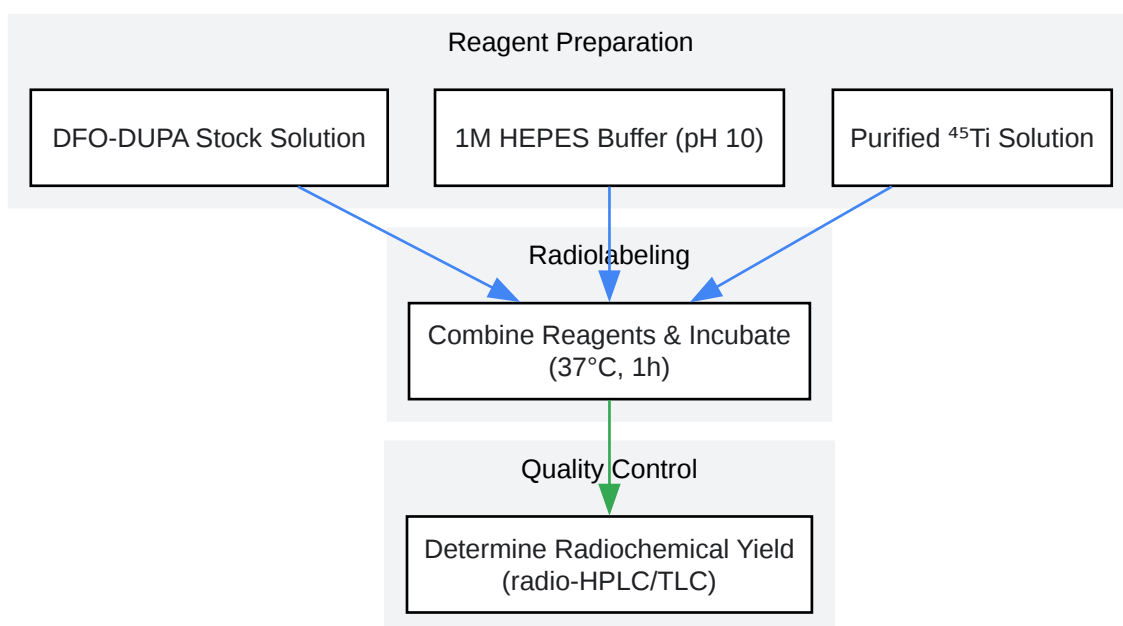 Reagent Preparation
DFO-DUPA Stock Solution
1M HEPES Buffer (pH 10)
Purified ⁴⁵Ti Solution
Radiolabeling
Combine Reagents & Incubate
(37°C, 1h)
Quality Control
Determine Radiochemical Yield
(radio-HPLC/TLC)